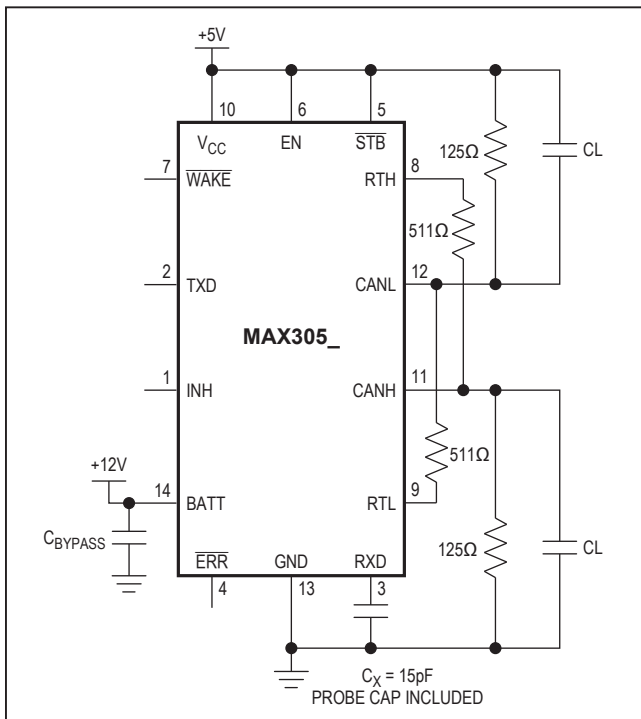 +5V
10
6
5
VCC
EN
STB
125Ω
CL
7
WAKE
RTH
8
511Ω
2
TXD
CANL
12
MAX305_
1
INH
CANH
11
511Ω
+12V
14
BATT
RTL
9
CBYPASS
125Ω
CL
ERR
GND
RXD
4
13
3
CX = 15pF
PROBE CAP INCLUDED